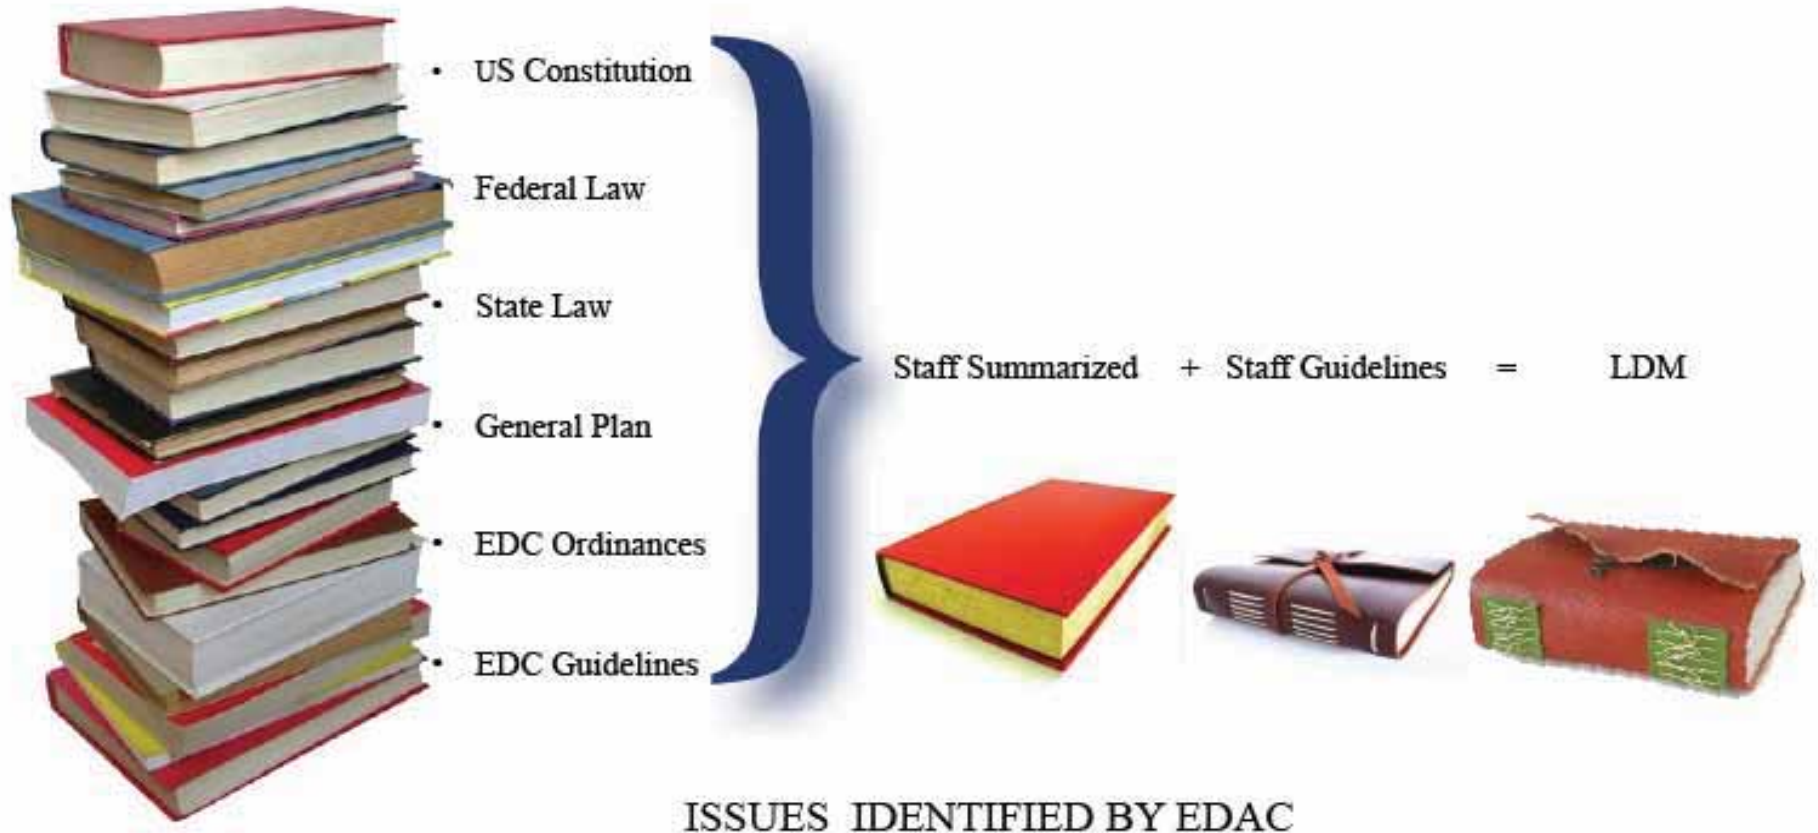 • US Constitution
• Federal Law
• State Law
• General Plan
• EDC Ordinances
• EDC Guidelines
Staff Summarized + Staff Guidelines = LDM
ISSUES IDENTIFIED BY EDAC